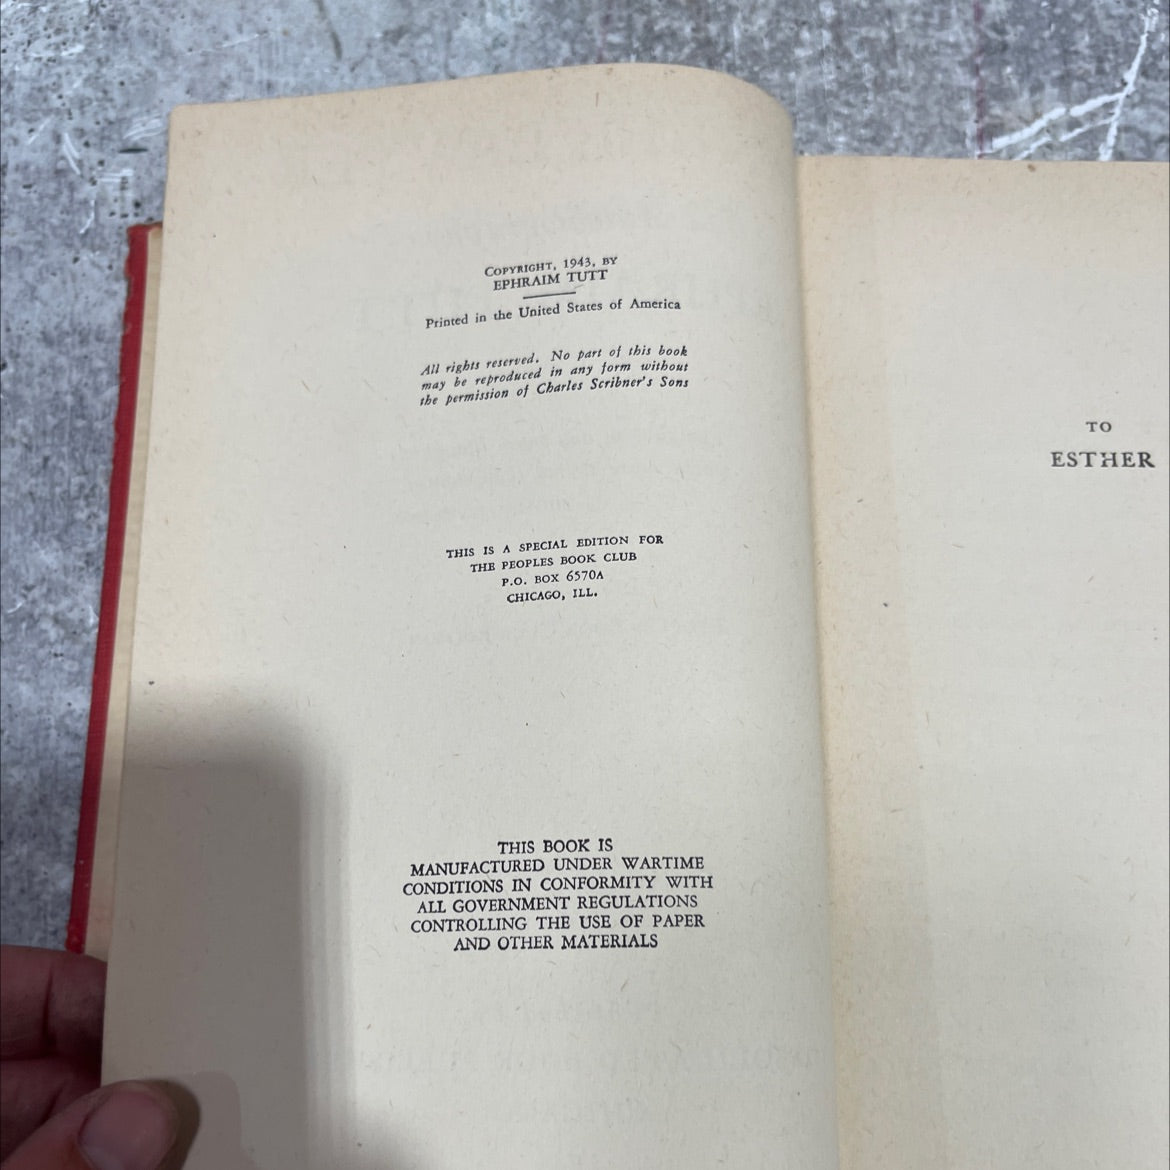 COPYRIGHT, 1943, BY
EPHRAIM TUTT
Printed in the United States of America
All rights reserved. No part of this book
may be reproduced in any form without
the permission of Charles Scribner's Sons
THIS IS A SPECIAL EDITION FOR
THE PEOPLES BOOK CLUB
P.O. BOX 6570A
CHICAGO, ILL.
THIS BOOK IS
MANUFACTURED UNDER WARTIME
CONDITIONS IN CONFORMITY WITH
ALL GOVERNMENT REGULATIONS
CONTROLLING THE USE OF PAPER
AND OTHER MATERIALS
TO
ESTHER